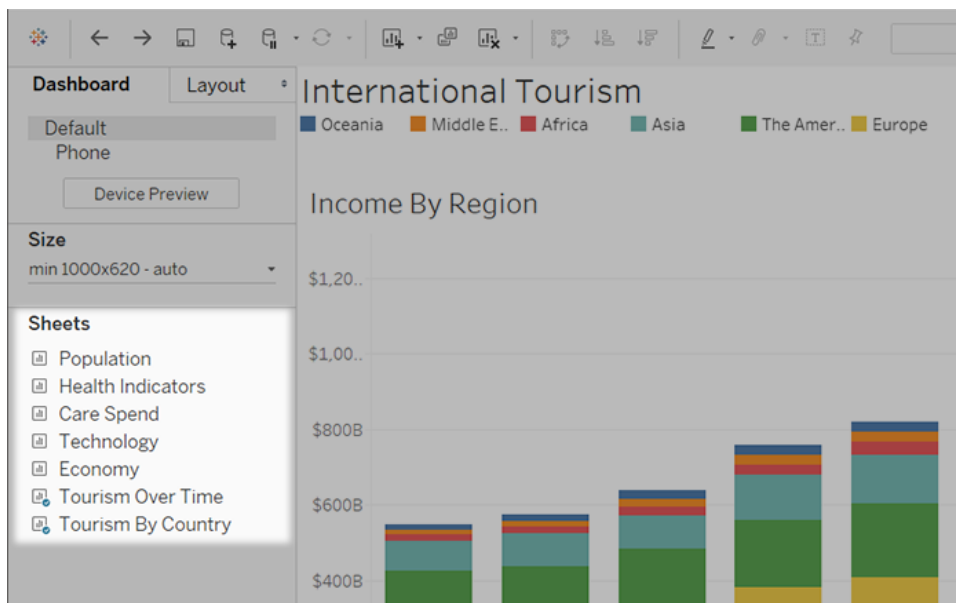 Dashboard Layout
Default
Phone
Device Preview
Size
min 1000x620 - auto
Sheets
Population
Health Indicators
Care Spend
Technology
Economy
Tourism Over Time
Tourism By Country
International Tourism
Oceania Middle E.. Africa Asia The Amer.. Europe
Income By Region
$1,20..
$1,00..
$800B
$600B
$400B